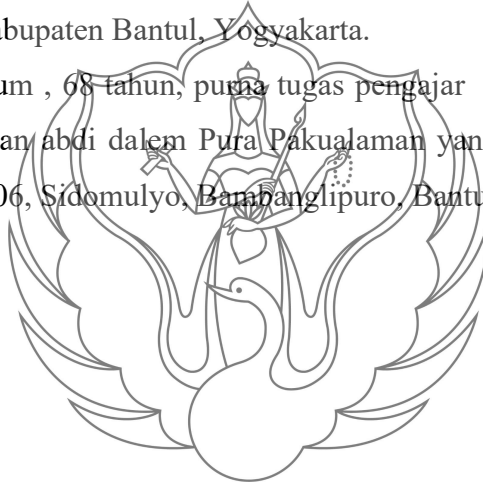 abupaten Bantul, Yogyakarta.
um , 68 tahun, purna tugas pengajar
an abdi dalem Pura Pakualaman yan
06, Sidomulyo, Bambanglipuro, Bantu